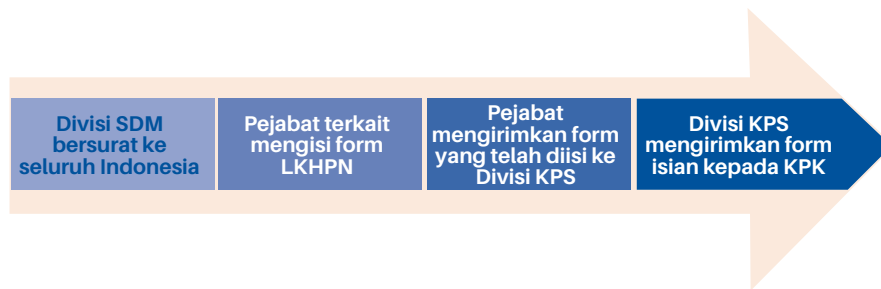 Divisi SDM
bersurat ke
seluruh Indonesia
Pejabat terkait
mengisi form
LKHPN
Pejabat
mengirimkan form
yang telah diisi ke
Divisi KPS
Divisi KPS
mengirimkan form
isian kepada KPK